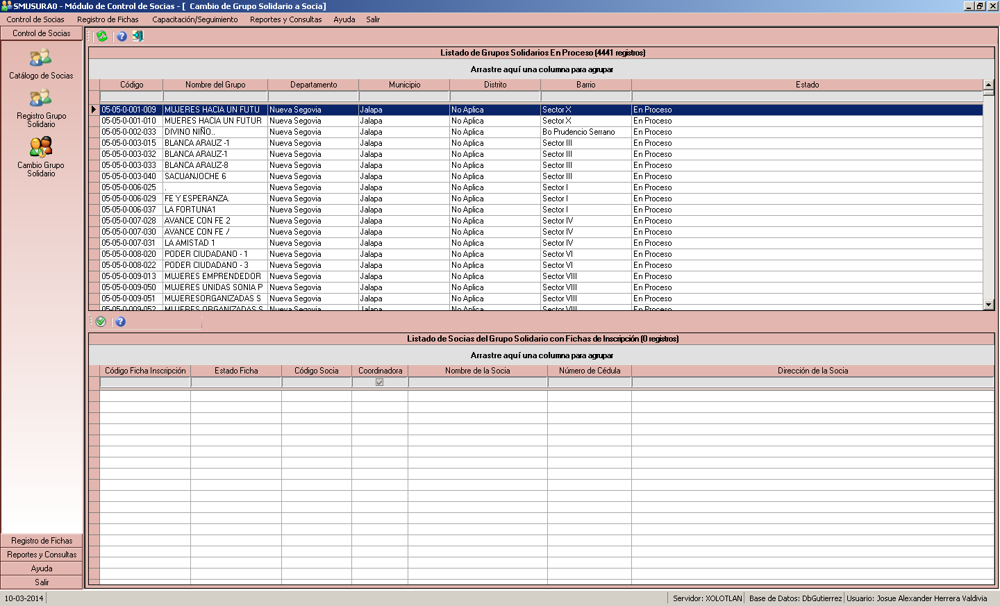 SMUSURA0 - Módulo de Control de Socias - [  Cambio de Grupo Solidario a Socia]
Control de Socias Registro de Fichas Capacitación/Seguimiento Reportes y Consultas Ayuda Salir
Control de Socias
Catálogo de Socias
Registro Grupo
Solidario
Cambio Grupo
Solidario
Registro de Fichas
Reportes y Consultas
Ayuda
Salir
Listado de Grupos Solidarios En Proceso (4441 registros)
Arrastre aquí una columna para agrupar
Código Nombre del Grupo Departamento Municipio Distrito Barrio Estado
05-05-0-001-009 MUJERES HACIA UN FUTU Nueva Segovia Jalapa No Aplica Sector X En Proceso
05-05-0-001-010 MUERES HACIA UN FUTUR Nueva Segovia Jalapa No Aplica Sector X En Proceso
05-05-0-002-033 DIVINO NIÑO.. Nueva Segovia Jalapa No Aplica Bo Prudencio Serrano En Proceso
05-05-0-003-015 BLANCA ARAUZ -1 Nueva Segovia Jalapa No Aplica Sector III En Proceso
05-05-0-003-032 BLANCA ARAUZ-1 Nueva Segovia Jalapa No Aplica Sector III En Proceso
05-05-0-003-033 BLANCA ARAUZ-8 Nueva Segovia Jalapa No Aplica Sector III En Proceso
05-05-0-003-040 SACUANJOCHE 6 Nueva Segovia Jalapa No Aplica Sector III En Proceso
05-05-0-006-025 . Nueva Segovia Jalapa No Aplica Sector I En Proceso
05-05-0-006-029 FE Y ESPERANZA. Nueva Segovia Jalapa No Aplica Sector I En Proceso
05-05-0-006-037 LA FORTUNA1 Nueva Segovia Jalapa No Aplica Sector I En Proceso
05-05-0-007-028 AVANCE CON FE 2 Nueva Segovia Jalapa No Aplica Sector IV En Proceso
05-05-0-007-030 AVANCE CON FE / Nueva Segovia Jalapa No Aplica Sector IV En Proceso
05-05-0-007-031 LA AMISTAD 1 Nueva Segovia Jalapa No Aplica Sector IV En Proceso
05-05-0-008-020 PODER CIUDADANO - 1 Nueva Segovia Jalapa No Aplica Sector VI En Proceso
05-05-0-008-022 PODER CIUDADANO - 3 Nueva Segovia Jalapa No Aplica Sector VI En Proceso
05-05-0-009-013 MUJERES EMPRENDEDOR Nueva Segovia Jalapa No Aplica Sector VIII En Proceso
05-05-0-009-050 MUJERES UNIDAS SONIA P Nueva Segovia Jalapa No Aplica Sector VIII En Proceso
05-05-0-009-051 MUJERESORGANIZADAS S Nueva Segovia Jalapa No Aplica Sector VIII En Proceso
05-05-0-009-052 MUJERES ORGANIZADAS S Nueva Segovia Jalapa No Aplica Sector VIII En Proceso
Listado de Socias del Grupo Solidario con Fichas de Inscripción (0 registros)
Arrastre aquí una columna para agrupar
Código Ficha Inscripción Estado Ficha Código Socia Coordinadora Nombre de la Socia Número de Cédula Dirección de la Socia
10-03-2014 Servidor: XOLOTLAN Base de Datos: DbGutierrez Usuario: Josue Alexander Herrera Valdivia